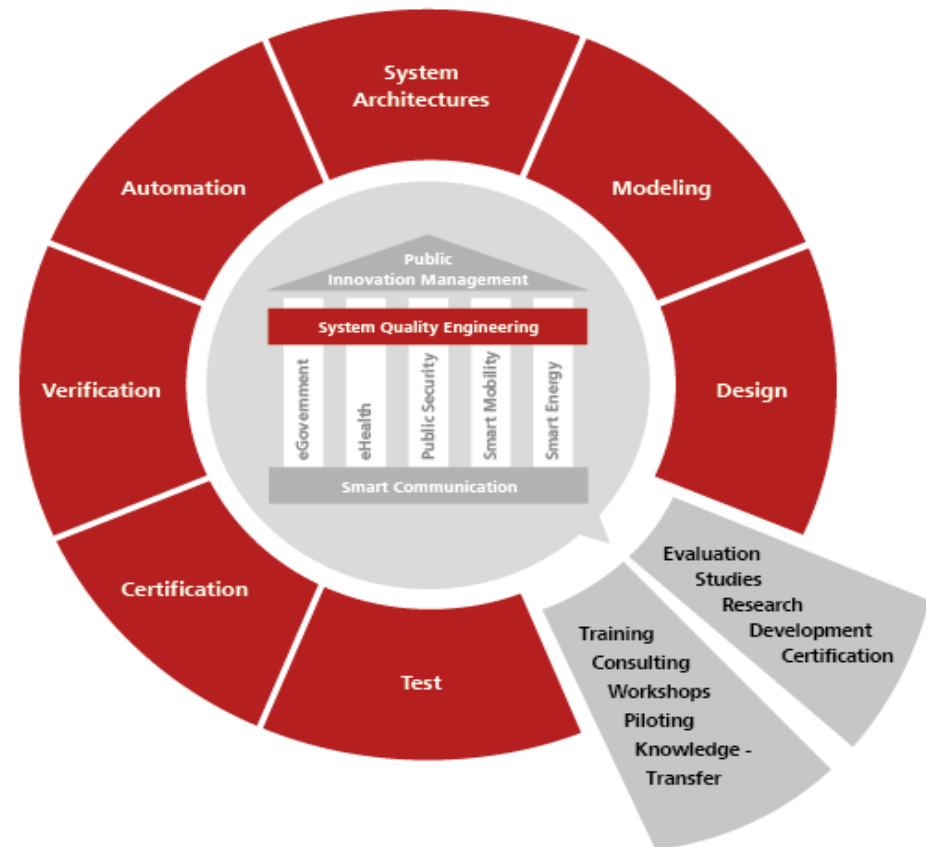 System
Architectures
Automation
Modeling
Public
Innovation Management
System Quality Engineering
eGovernment
eHealth
Public Security
Smart Mobility
Smart Energy
Smart Communication
Verification
Design
Certification
Test
Evaluation
Studies
Research
Development
Certification
Training
Consulting
Workshops
Piloting
Knowledge -
Transfer